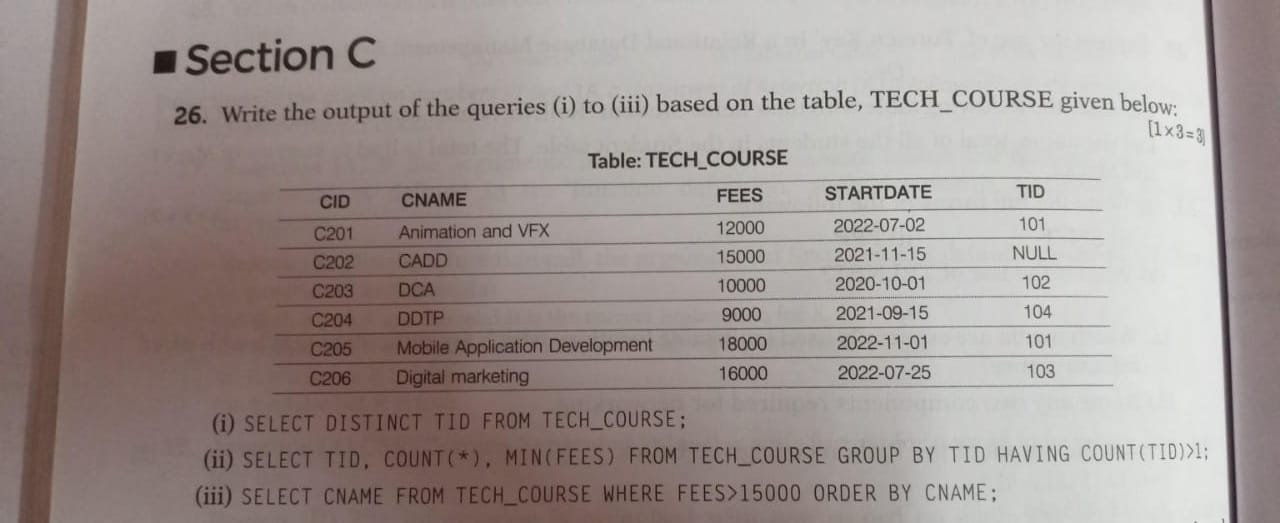 ■ Section C
26. Write the output of the queries (i) to (iii) based on the table, TECH_COURSE given below:
[1×3=3]
Table: TECH_COURSE
CID CNAME FEES STARTDATE TID
C201 Animation and VFX 12000 2022-07-02 101
C202 CADD 15000 2021-11-15 NULL
C203 DCA 10000 2020-10-01 102
C204 DDTP 9000 2021-09-15 104
C205 Mobile Application Development 18000 2022-11-01 101
C206 Digital marketing 16000 2022-07-25 103
(i) SELECT DISTINCT TID FROM TECH_COURSE;
(ii) SELECT TID, COUNT(*), MIN(FEES) FROM TECH_COURSE GROUP BY TID HAVING COUNT(TID)>1;
(iii) SELECT CNAME FROM TECH_COURSE WHERE FEES>15000 ORDER BY CNAME;